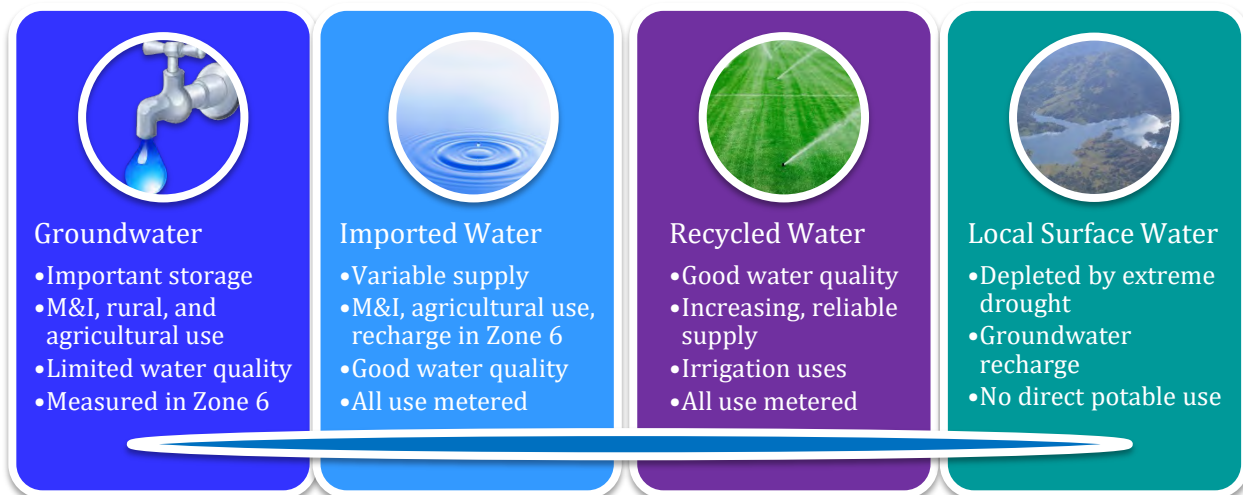 Groundwater
•Important storage
•M&I, rural, and
agricultural use
•Limited water quality
•Measured in Zone 6
Imported Water
•Variable supply
•M&I, agricultural use,
recharge in Zone 6
•Good water quality
•All use metered
Recycled Water
•Good water quality
•Increasing, reliable
supply
•Irrigation uses
•All use metered
Local Surface Water
•Depleted by extreme
drought
•Groundwater
recharge
•No direct potable use